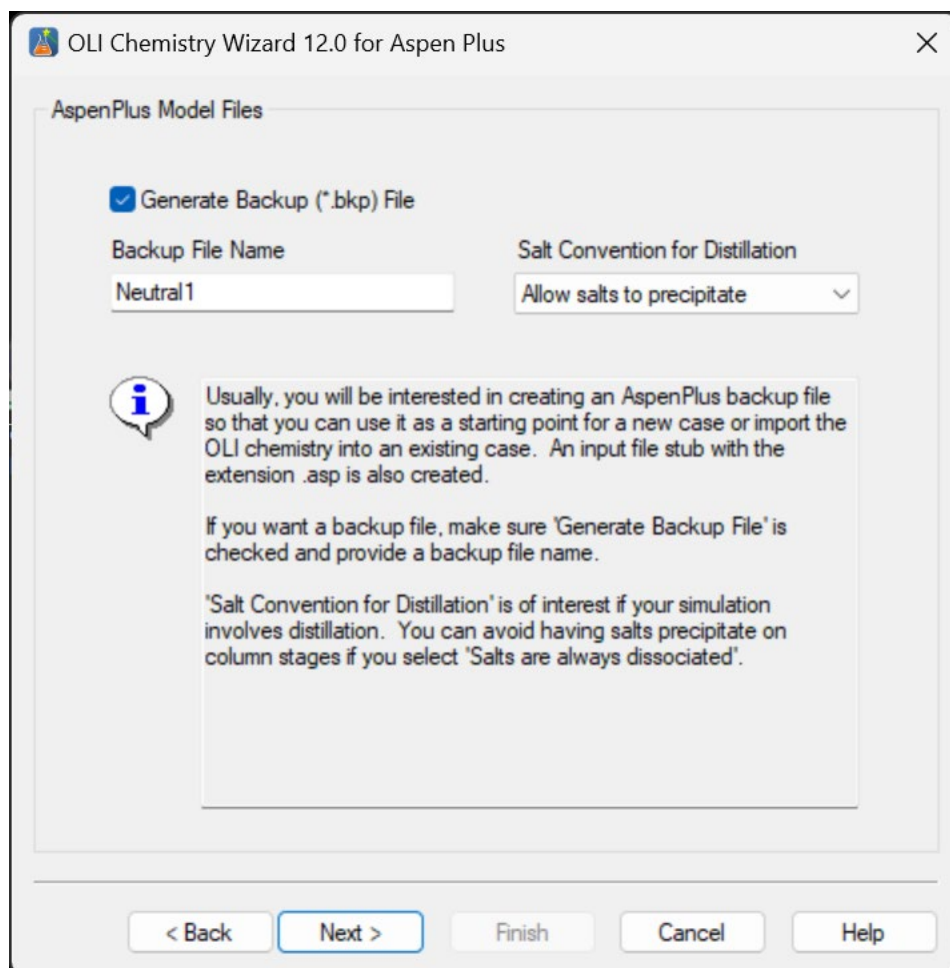 OLI Chemistry Wizard 12.0 for Aspen Plus
AspenPlus Model Files
Generate Backup (*.bkp) File
Backup File Name
Salt Convention for Distillation
Neutral1
Allow salts to precipitate
Usually, you will be interested in creating an AspenPlus backup file
so that you can use it as a starting point for a new case or import the
OLI chemistry into an existing case.  An input file stub with the
extension .asp is also created.
If you want a backup file, make sure 'Generate Backup File' is
checked and provide a backup file name.
'Salt Convention for Distillation' is of interest if your simulation
involves distillation.  You can avoid having salts precipitate on
column stages if you select 'Salts are always dissociated'.
< Back
Next >
Finish
Cancel
Help